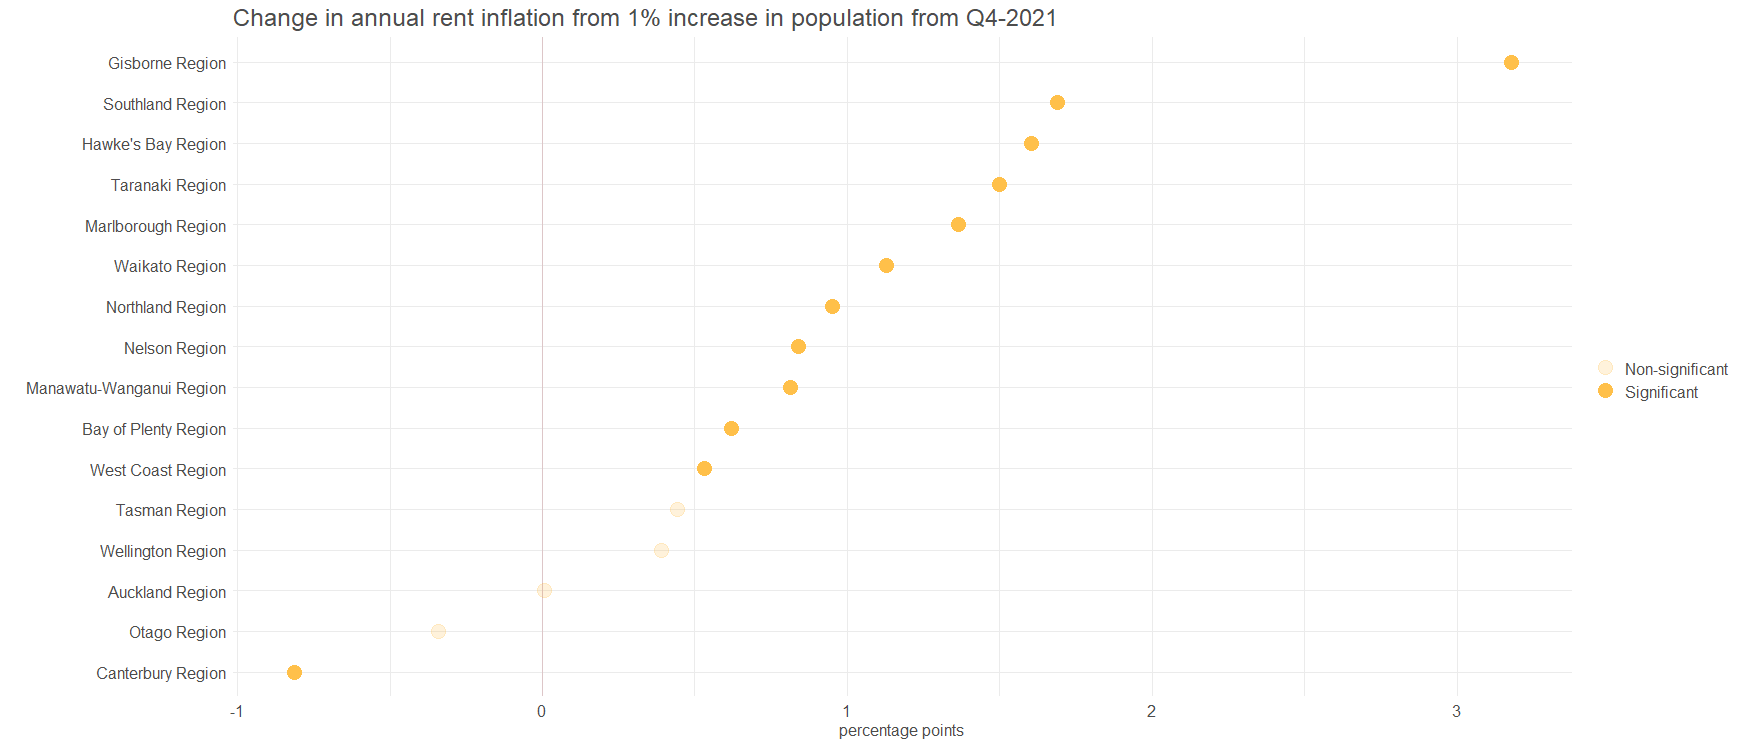 Change in annual rent inflation from 1% increase in population from Q4-2021
Gisborne Region
Southland Region
Hawke's Bay Region
Taranaki Region
Marlborough Region
Waikato Region
Northland Region
Nelson Region
Manawatu-Wanganui Region
Bay of Plenty Region
West Coast Region
Tasman Region
Wellington Region
Auckland Region
Otago Region
Canterbury Region
-1 0 1 2 3
percentage points
Non-significant
Significant